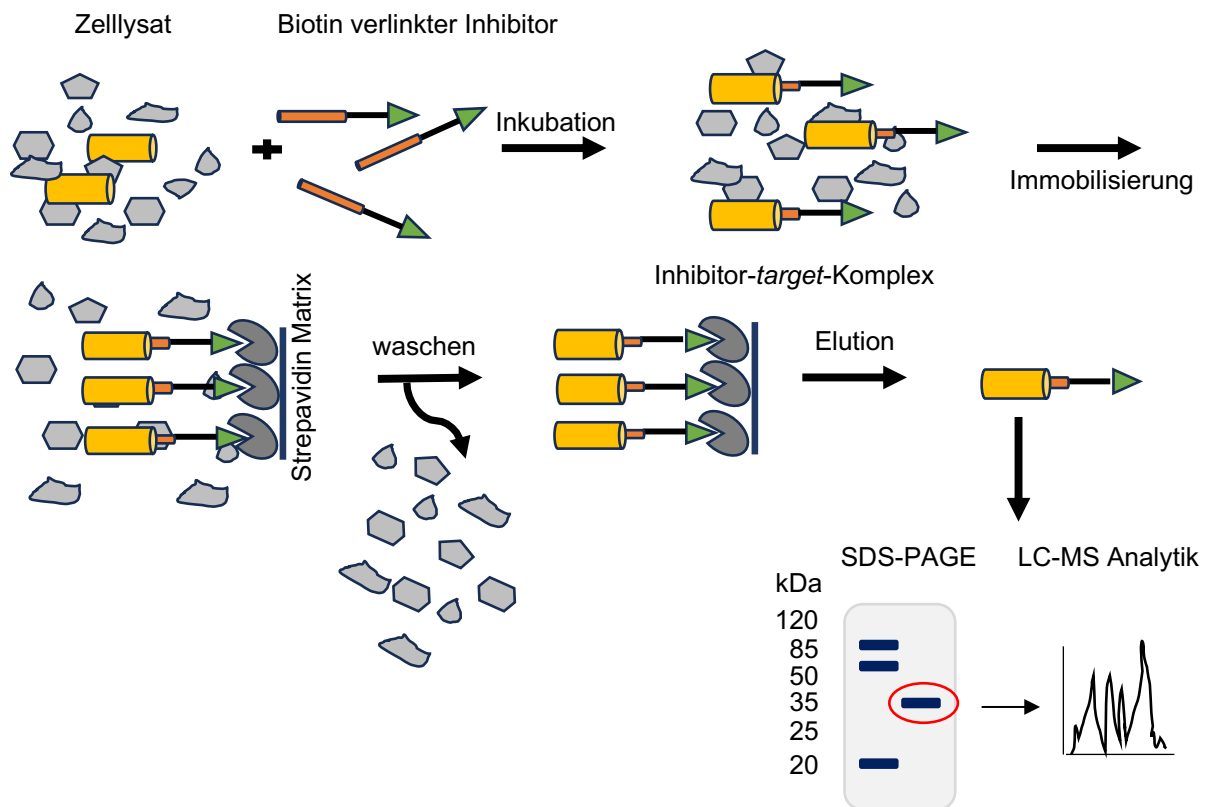 Zelllysat
Biotin verlinkter Inhibitor
Inkubation
Immobilisierung
Inhibitor-target-Komplex
Strepavidin Matrix
waschen
Elution
SDS-PAGE
LC-MS Analytik
kDa
120
85
50
35
25
20